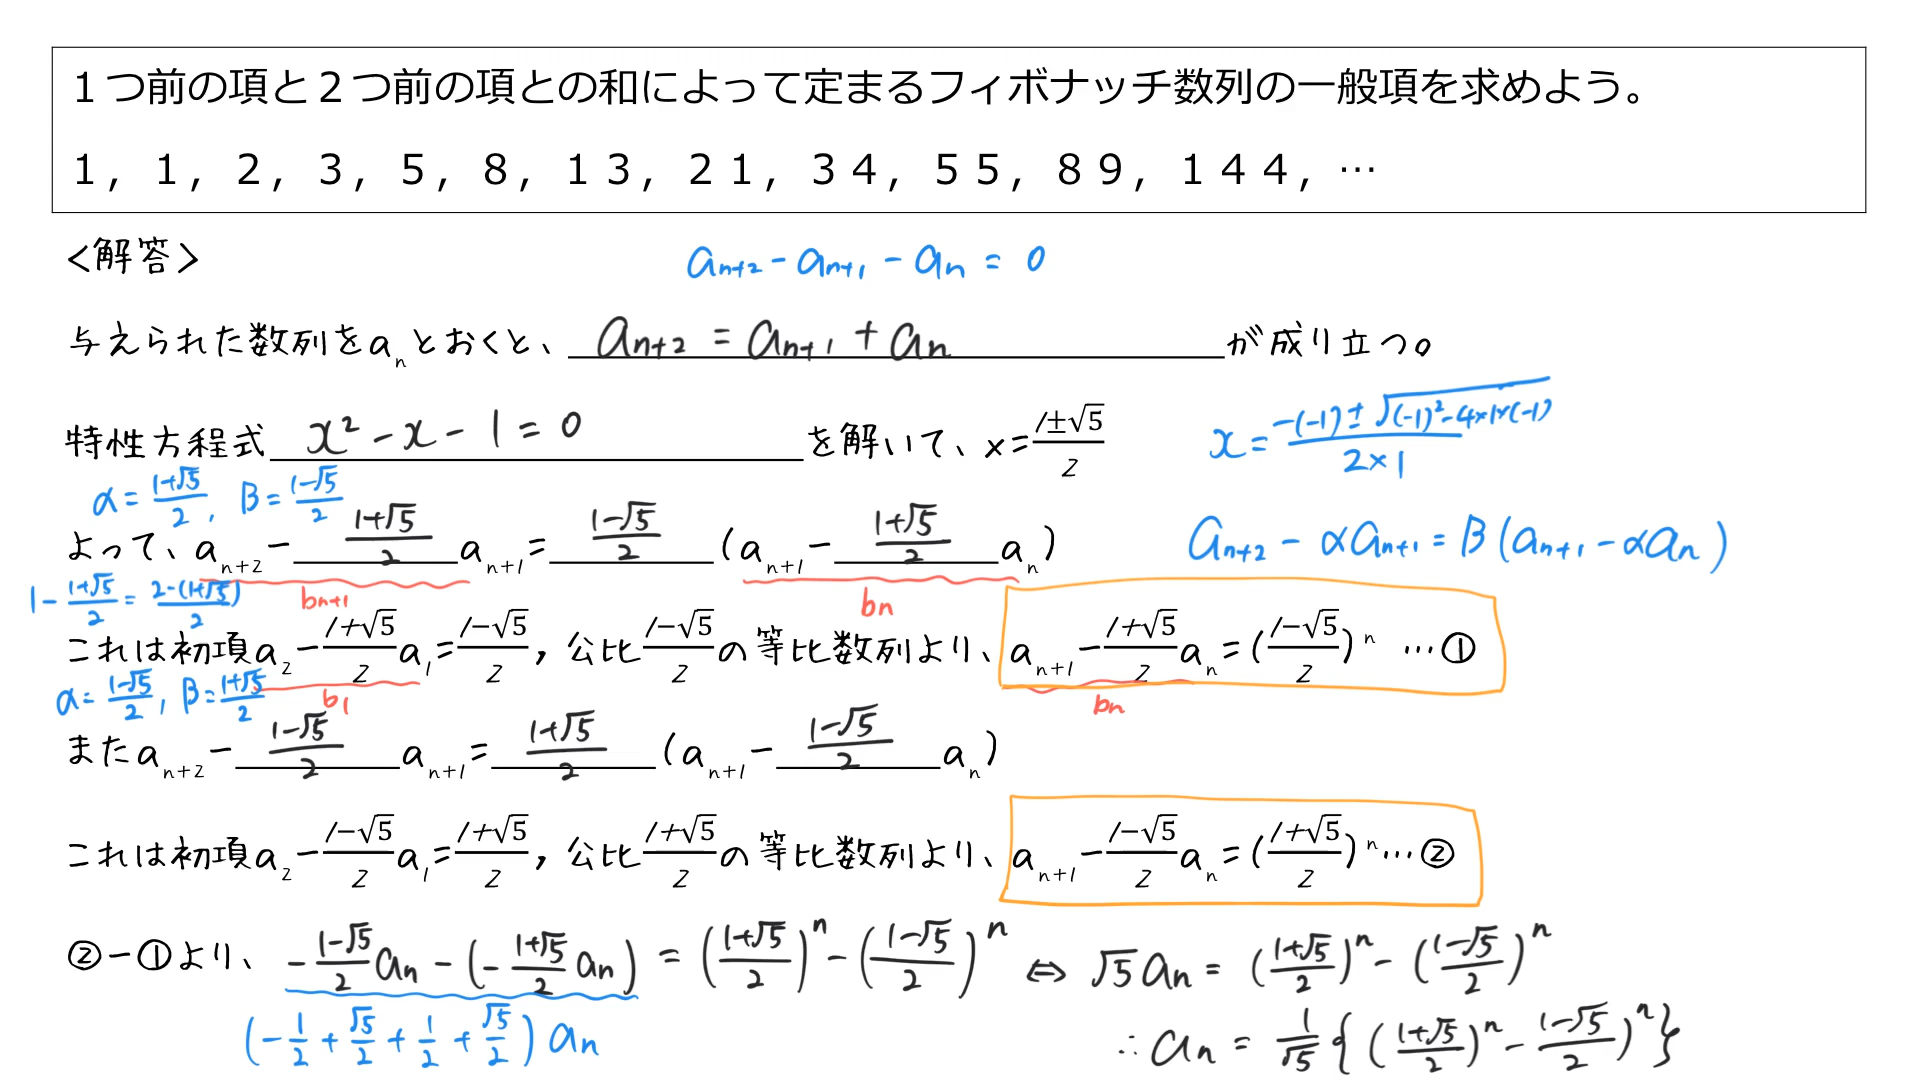 1つ前の項と2つ前の項との和によって定まるフィボナッチ数列の一般項を求めよう。
1, 1, 2, 3, 5, 8, 13, 21, 34, 55, 89, 144, …
<解答>
a_{n+2} - a_{n+1} - a_n = 0
与えられた数列をa_nとおくと、 a_{n+2} = a_{n+1} + a_n が成り立つ。
特性方程式 x² - x - 1 = 0 を解いて、x=(1±√5)/2
x = (-(-1) ± √((-1)² - 4×1×(-1)))/(2×1)
α = (1+√5)/2, β = (1-√5)/2
よって、a_{n+2} - (1+√5)/2 a_{n+1} = (1-√5)/2 (a_{n+1} - (1+√5)/2 a_n)
a_{n+2} - αa_{n+1} = β(a_{n+1} - αa_n)
b_{n+1} b_n
1 - (1+√5)/2 = (2-(1+√5))/2
これは初項a_2 - (1+√5)/2 a_1 = (1-√5)/2, 公比(1-√5)/2の等比数列より、a_{n+1} - (1+√5)/2 a_n = ((1-√5)/2)^n …①
b_1 b_n
α = (1-√5)/2, β = (1+√5)/2
またa_{n+2} - (1-√5)/2 a_{n+1} = (1+√5)/2 (a_{n+1} - (1-√5)/2 a_n)
これは初項a_2 - (1-√5)/2 a_1 = (1+√5)/2, 公比(1+√5)/2の等比数列より、a_{n+1} - (1-√5)/2 a_n = ((1+√5)/2)^n …②
②-①より、 -(1-√5)/2 a_n - (-(1+√5)/2 a_n) = ((1+√5)/2)^n - ((1-√5)/2)^n ⇔ √5 a_n = ((1+√5)/2)^n - ((1-√5)/2)^n
(-1/2 + √5/2 + 1/2 + √5/2) a_n
∴ a_n = 1/√5 { ((1+√5)/2)^n - (1-√5)/2)^n }